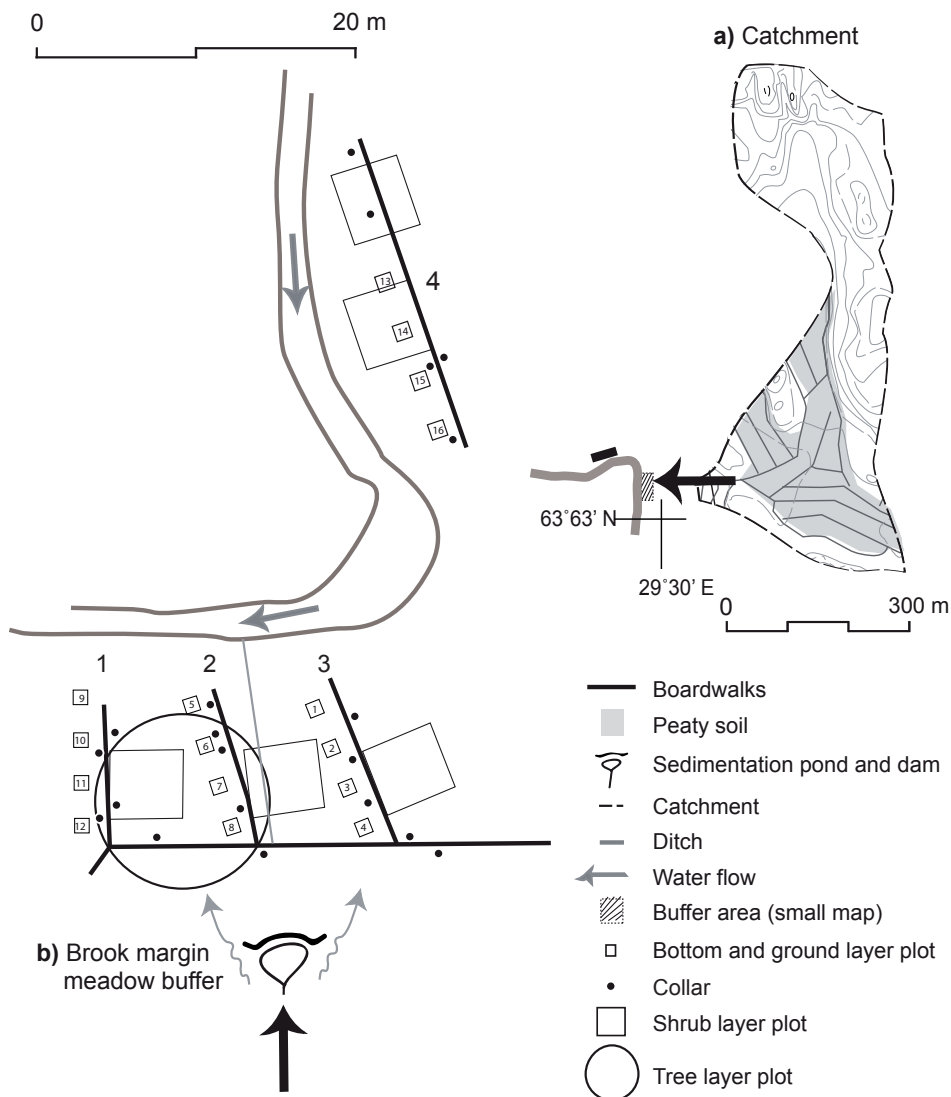 0 20 m
a) Catchment
4
13
14
15
16
63˚63’ N
29˚30’ E
0 300 m
1 2 3
9
10
11
12
5
6
7
8
1
2
3
4
b) Brook margin
meadow buffer
Boardwalks
Peaty soil
Sedimentation pond and dam
Catchment
Ditch
Water flow
Buffer area (small map)
Bottom and ground layer plot
Collar
Shrub layer plot
Tree layer plot